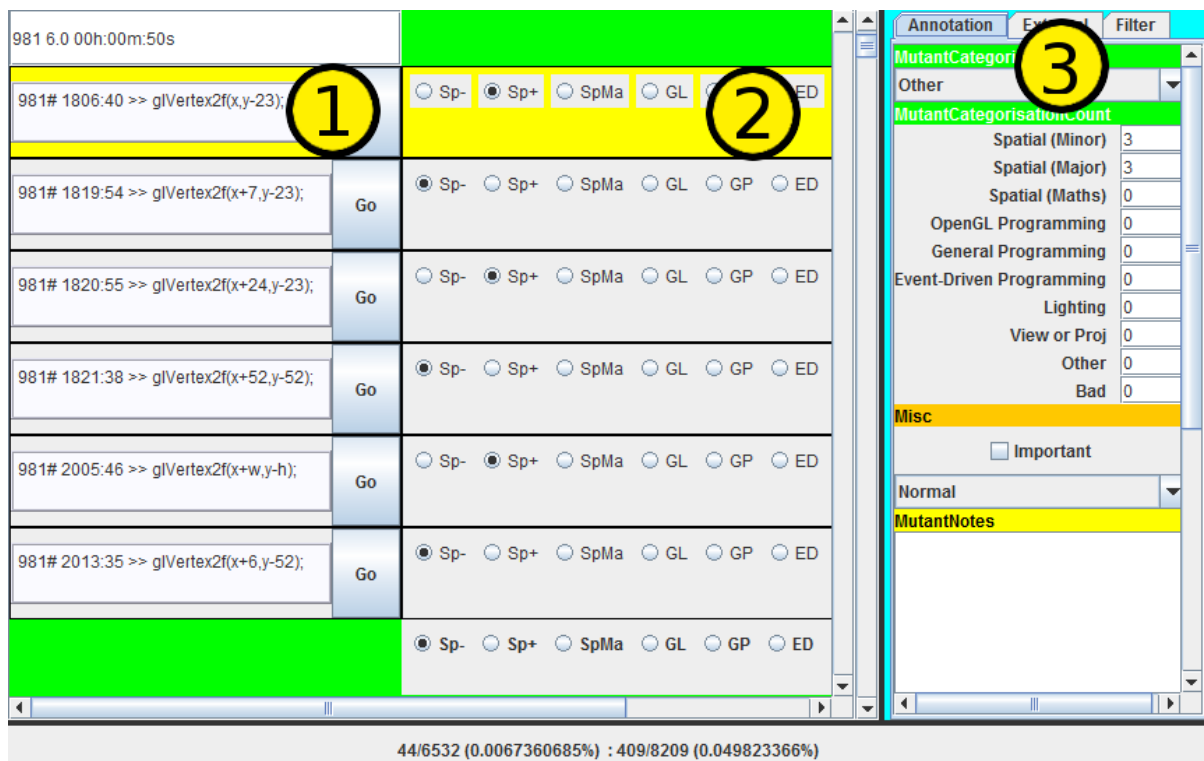 981 6.0 00h:00m:50s
981# 1806:40 >> glVertex2f(x,y-23);
1
Sp- Sp+ SpMa GL ED
2
981# 1819:54 >> glVertex2f(x+7,y-23);
Go
Sp- Sp+ SpMa GL GP ED
981# 1820:55 >> glVertex2f(x+24,y-23);
Go
Sp- Sp+ SpMa GL GP ED
981# 1821:38 >> glVertex2f(x+52,y-52);
Go
Sp- Sp+ SpMa GL GP ED
981# 2005:46 >> glVertex2f(x+w,y-h);
Go
Sp- Sp+ SpMa GL GP ED
981# 2013:35 >> glVertex2f(x+6,y-52);
Go
Sp- Sp+ SpMa GL GP ED
Sp- Sp+ SpMa GL GP ED
Annotation Filter
3
Other
MutantCategorisationCount
Spatial (Minor) 3
Spatial (Major) 3
Spatial (Maths) 0
OpenGL Programming 0
General Programming 0
Event-Driven Programming 0
Lighting 0
View or Proj 0
Other 0
Bad 0
Misc
Important
Normal
MutantNotes
44/6532 (0.0067360685%) : 409/8209 (0.049823366%)